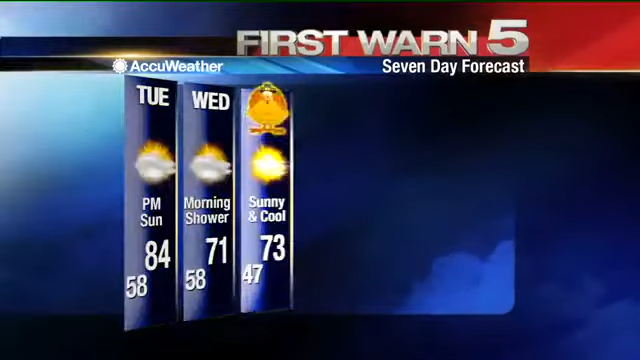 FIRST WARN 5
AccuWeather
Seven Day Forecast
TUE
PM
Sun
84
58
WED
Morning
Shower
71
58
Sunny
& Cool
73
47